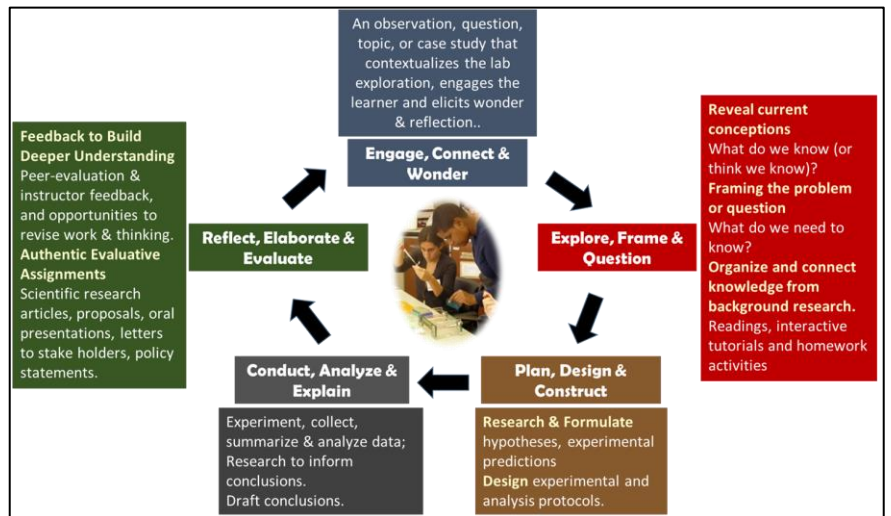 An observation, question,
topic, or case study that
contextualizes the lab
exploration, engages the
learner and elicits wonder
& reflection..
Engage, Connect &
Wonder
Reveal current
conceptions
What do we know (or
think we know)?
Framing the problem
or question
What do we need to
know?
Organize and connect
knowledge from
background research.
Readings, interactive
tutorials and homework
activities
Explore, Frame &
Question
Plan, Design &
Construct
Research & Formulate
hypotheses, experimental
predictions
Design experimental and
analysis protocols.
Conduct, Analyze &
Explain
Experiment, collect,
summarize & analyze data;
Research to inform
conclusions.
Draft conclusions.
Reflect, Elaborate &
Evaluate
Feedback to Build
Deeper Understanding
Peer-evaluation &
instructor feedback,
and opportunities to
revise work & thinking.
Authentic Evaluative
Assignments
Scientific research
articles, proposals, oral
presentations, letters
to stake holders, policy
statements.